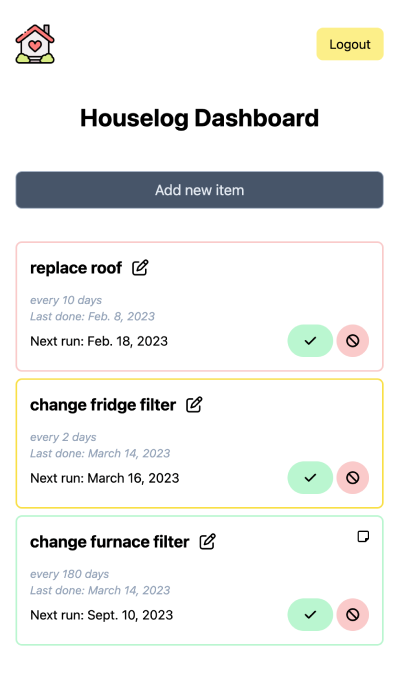 Logout
Houselog Dashboard
Add new item
replace roof
every 10 days
Last done: Feb. 8, 2023
Next run: Feb. 18, 2023
change fridge filter
every 2 days
Last done: March 14, 2023
Next run: March 16, 2023
change furnace filter
every 180 days
Last done: March 14, 2023
Next run: Sept. 10, 2023